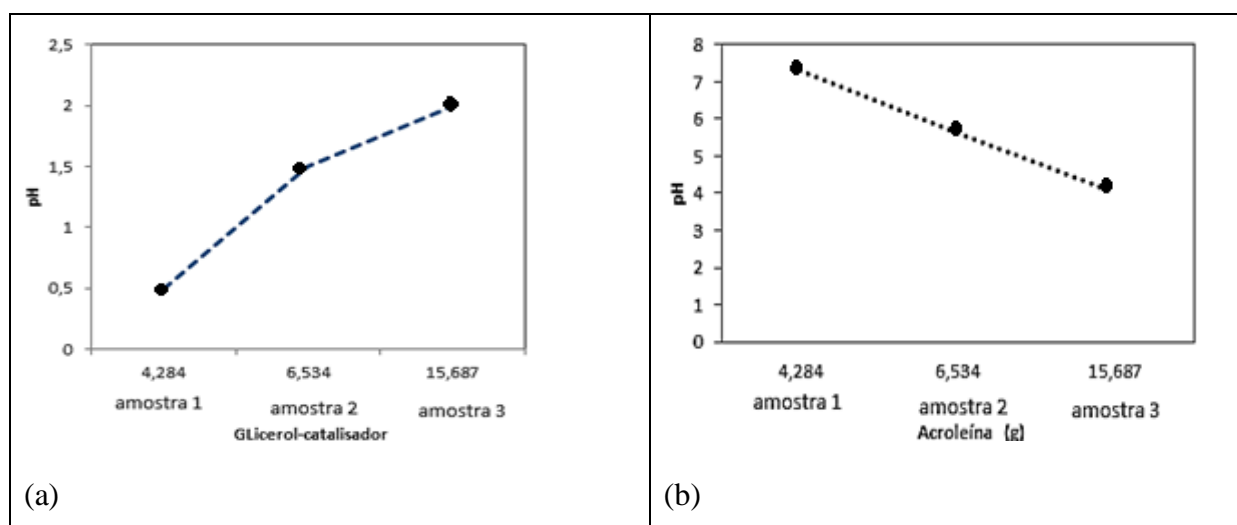 2,5
2
1,5
1
0,5
0
pH
4,284
6,534
15,687
amostra 1
amostra 2
amostra 3
GLicerol-catalisador
(a)
8
7
6
5
4
3
2
1
0
pH
4,284
6,534
15,687
amostra 1
amostra 2
amostra 3
Acroleína (g)
(b)